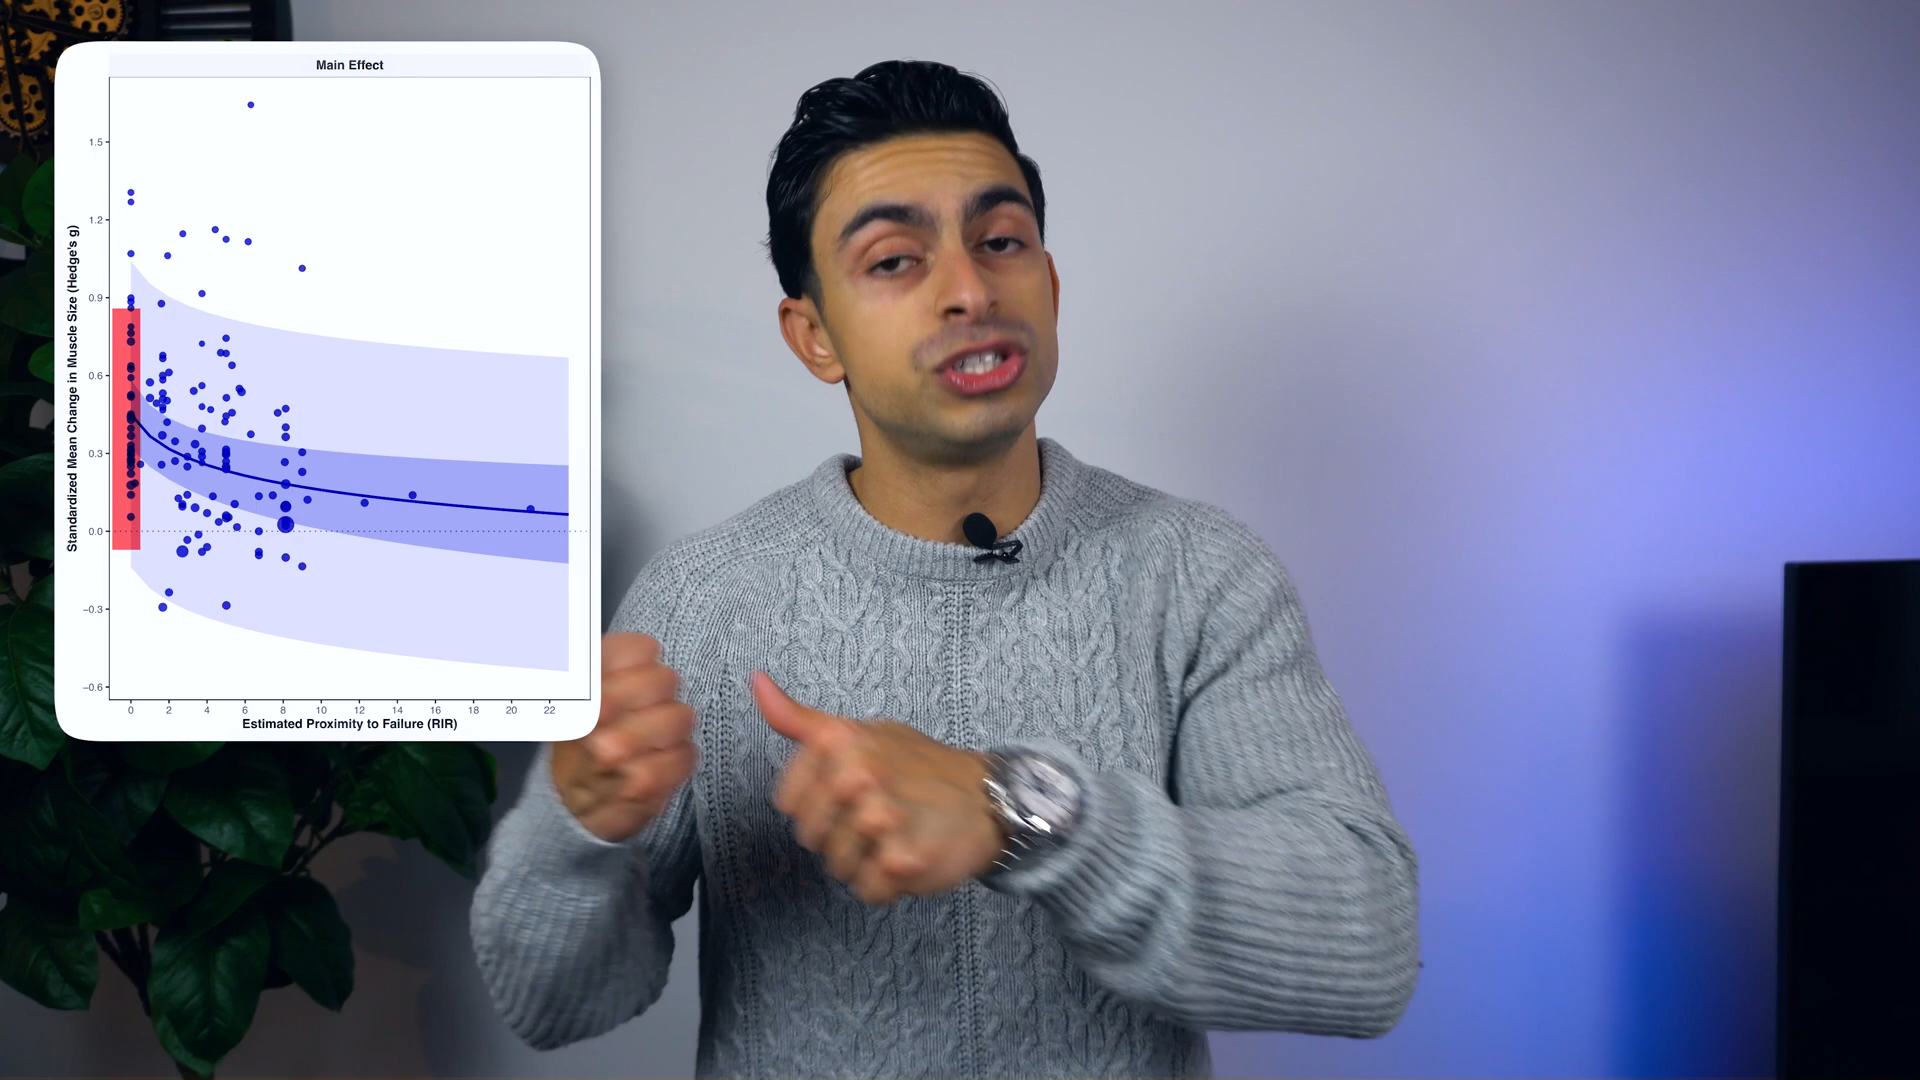 Main Effect
Standardized Mean Change in Muscle Size (Hedge's g)
1.5
1.2
0.9
0.6
0.3
0.0
−0.3
−0.6
0 2 4 6 8 10 12 14 16 18 20 22
Estimated Proximity to Failure (RIR)